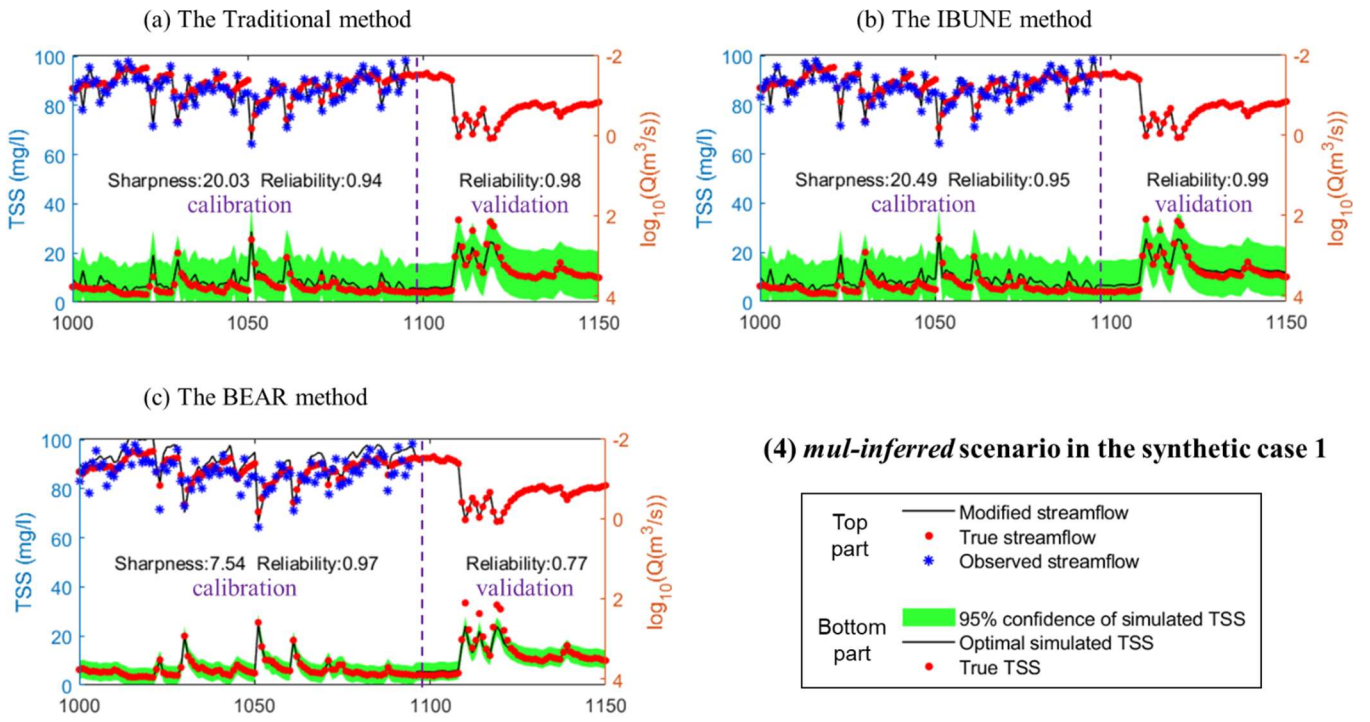 (a) The Traditional method
100
80
60
40
20
0
TSS (mg/l)
-2
0
2
4
log10(Q(m³/s))
Sharpness:20.03 Reliability:0.94
calibration
Reliability:0.98
validation
1000
1050
1100
1150
(b) The IBUNE method
100
80
60
40
20
0
TSS (mg/l)
-2
0
2
4
log10(Q(m³/s))
Sharpness:20.49 Reliability:0.95
calibration
Reliability:0.99
validation
1000
1050
1100
1150
(c) The BEAR method
100
80
60
40
20
0
TSS (mg/l)
-2
0
2
4
log10(Q(m³/s))
Sharpness:7.54 Reliability:0.97
calibration
Reliability:0.77
validation
1000
1050
1100
1150
(4) mul-inferred scenario in the synthetic case 1
Top
part
Modified streamflow
True streamflow
Observed streamflow
Bottom
part
95% confidence of simulated TSS
Optimal simulated TSS
True TSS